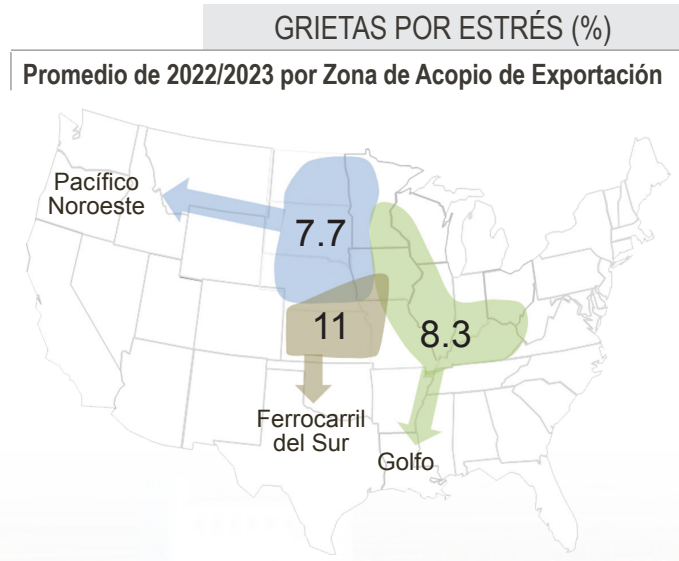 GRIETAS POR ESTRÉS (%)
Promedio de 2022/2023 por Zona de Acopio de Exportación
Pacífico
Noroeste
7.7
11
8.3
Ferrocarril
del Sur
Golfo